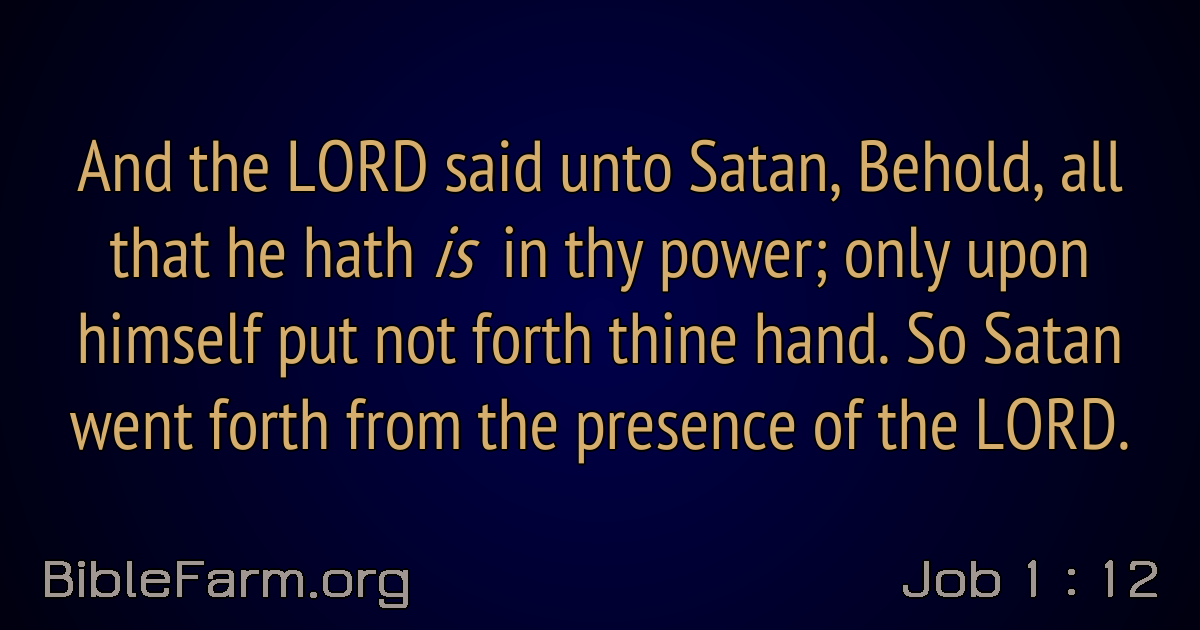 And the LORD said unto Satan, Behold, all
that he hath is in thy power; only upon
himself put not forth thine hand. So Satan
went forth from the presence of the LORD.
BibleFarm.org
Job 1 : 12